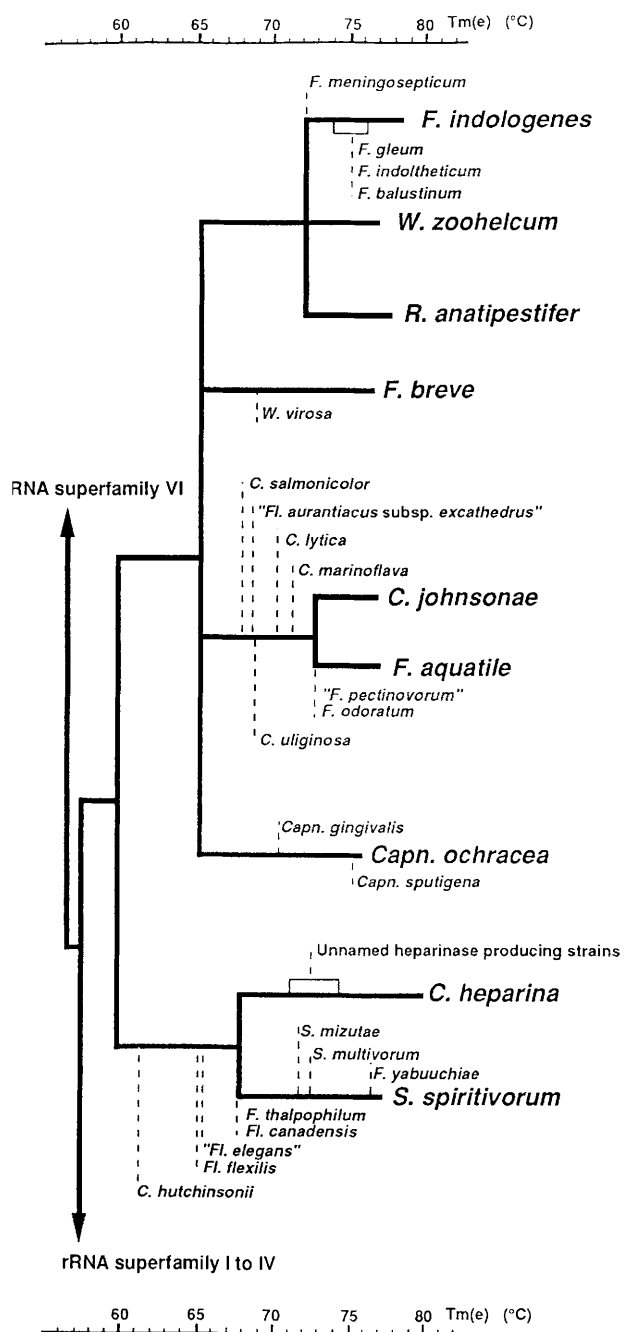 60 65 70 75 80 Tm(e) (°C)
F. meningosepticum
F. indologenes
F. gleum
F. indoltheticum
F. balustinum
W. zoohelcum
R. anatipestifer
F. breve
W. virosa
RNA superfamily VI
C. salmonicolor
"Fl. aurantiacus subsp. excathedrus"
C. lytica
C. marinoflava
C. johnsonae
F. aquatile
"F. pectinovorum"
F. odoratum
C. uliginosa
Capn. gingivalis
Capn. ochracea
Capn. sputigena
Unnamed heparinase producing strains
C. heparina
S. mizutae
S. multivorum
F. yabuuchiae
S. spiritivorum
F. thalpophilum
Fl. canadensis
"Fl. elegans"
Fl. flexilis
C. hutchinsonii
rRNA superfamily I to IV
60 65 70 75 80 Tm(e) (°C)